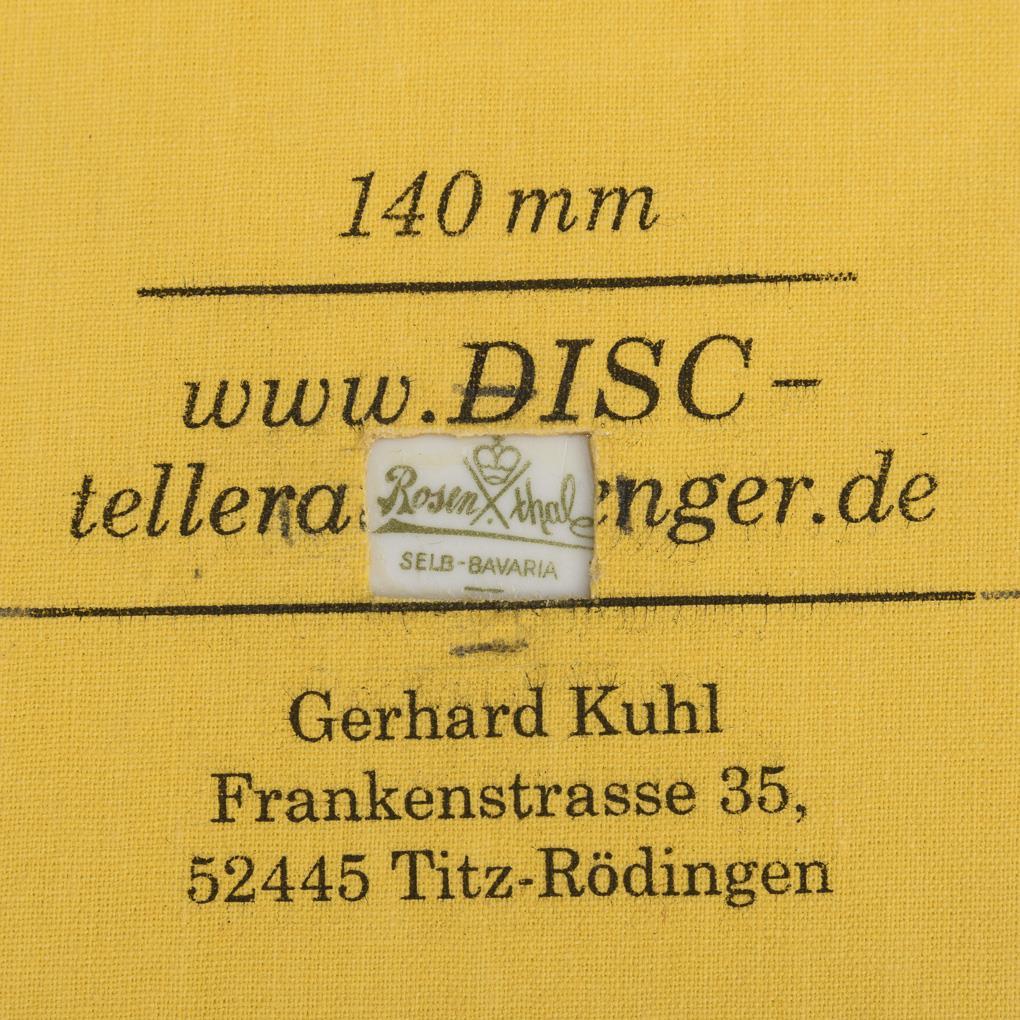 140 mm
www.DISC-
tellera enger.de
Rosenthal
SELB-BAVARIA
Gerhard Kuhl
Frankenstrasse 35,
52445 Titz-Rödingen